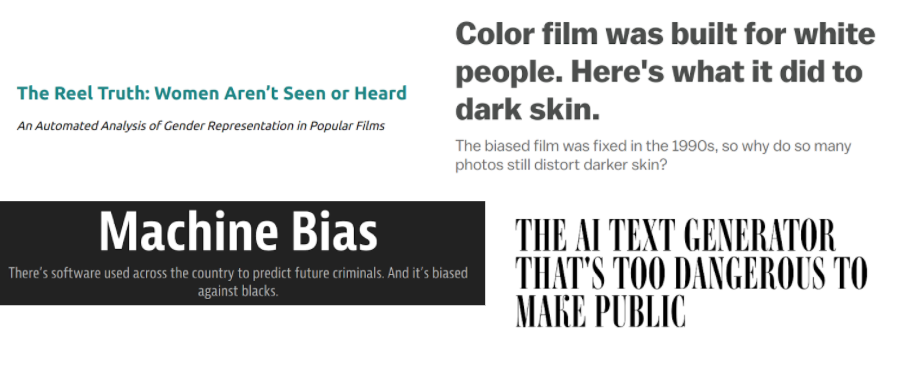 The Reel Truth: Women Aren't Seen or Heard
An Automated Analysis of Gender Representation in Popular Films
Color film was built for white
people. Here's what it did to
dark skin.
The biased film was fixed in the 1990s, so why do so many
photos still distort darker skin?
Machine Bias
There's software used across the country to predict future criminals. And it's biased
against blacks.
THE AI TEXT GENERATOR
THAT'S TOO DANGEROUS TO
MAKE PUBLIC